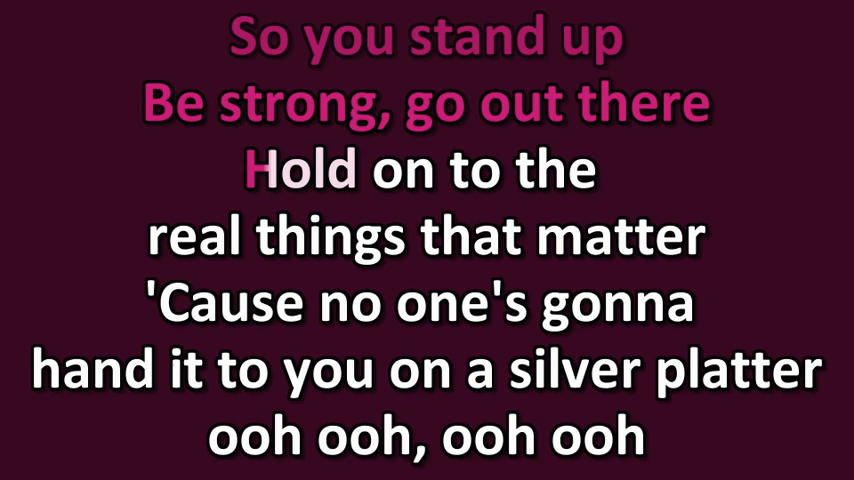 So you stand up
Be strong, go out there
Hold on to the
real things that matter
'Cause no one's gonna
hand it to you on a silver platter
ooh ooh, ooh ooh